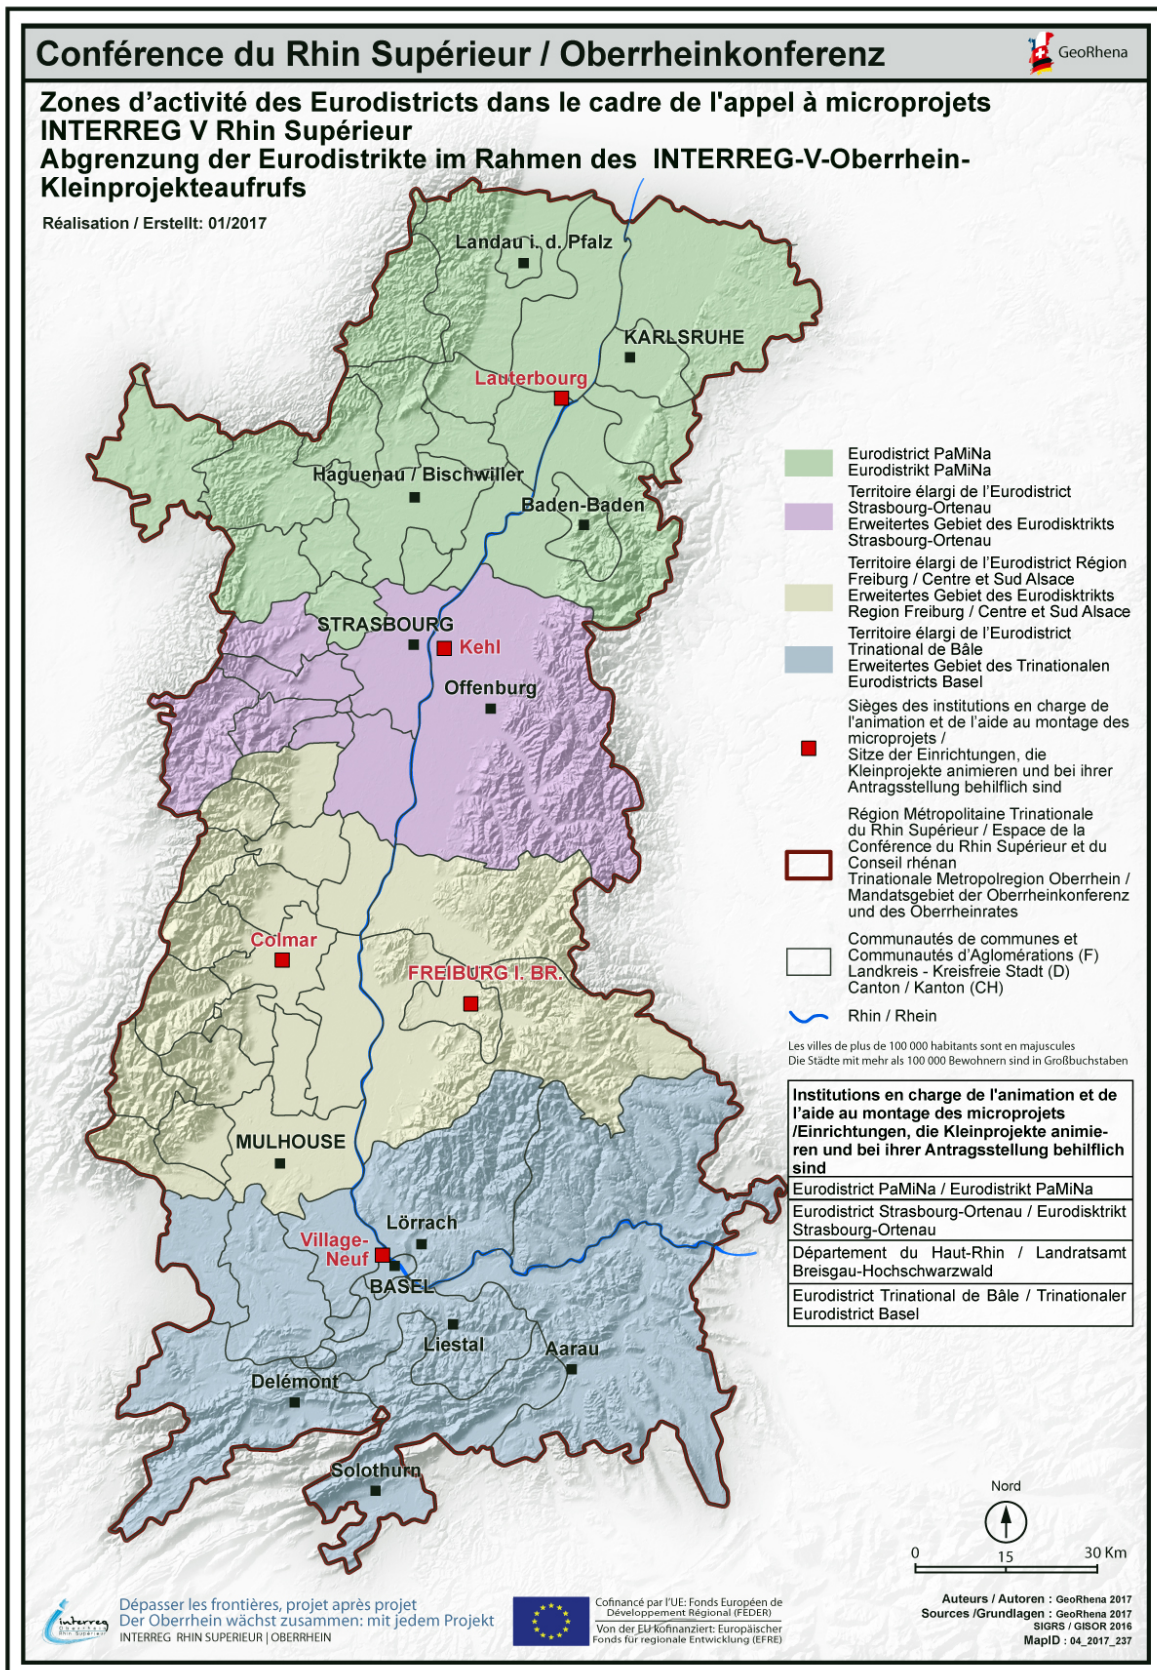 Conférence du Rhin Supérieur / Oberrheinkonferenz
GeoRhena
Zones d'activité des Eurodistricts dans le cadre de l'appel à microprojets
INTERREG V Rhin Supérieur
Abgrenzung der Eurodistrikte im Rahmen des INTERREG-V-Oberrhein-
Kleinprojekteaufrufs
Réalisation / Erstellt: 01/2017
Landau i. d. Pfalz
KARLSRUHE
Lauterbourg
Haguenau / Bischwiller
Baden-Baden
STRASBOURG
Kehl
Offenburg
Colmar
FREIBURG I. BR.
MULHOUSE
Lörrach
Village-
Neuf
BASEL
Liestal
Aarau
Delémont
Solothurn
Eurodistrict PaMiNa
Eurodistrikt PaMiNa
Territoire élargi de l'Eurodistrict
Strasbourg-Ortenau
Erweitertes Gebiet des Eurodisktrikts
Strasbourg-Ortenau
Territoire élargi de l'Eurodistrict Région
Freiburg / Centre et Sud Alsace
Erweitertes Gebiet des Eurodisktrikts
Region Freiburg / Centre et Sud Alsace
Territoire élargi de l'Eurodistrict
Trinational de Bâle
Erweitertes Gebiet des Trinationalen
Eurodistricts Basel
Sièges des institutions en charge de
l'animation et de l'aide au montage des
microprojets /
Sitze der Einrichtungen, die
Kleinprojekte animieren und bei ihrer
Antragsstellung behilflich sind
Région Métropolitaine Trinationale
du Rhin Supérieur / Espace de la
Conférence du Rhin Supérieur et du
Conseil rhénan
Trinationale Metropolregion Oberrhein /
Mandatsgebiet der Oberrheinkonferenz
und des Oberrheinrates
Communautés de communes et
Communautés d'Aglomérations (F)
Landkreis - Kreisfreie Stadt (D)
Canton / Kanton (CH)
Rhin / Rhein
Les villes de plus de 100 000 habitants sont en majuscules
Die Städte mit mehr als 100 000 Bewohnern sind in Großbuchstaben
Institutions en charge de l'animation et de
l'aide au montage des microprojets
/Einrichtungen, die Kleinprojekte animie-
ren und bei ihrer Antragsstellung behilflich
sind
Eurodistrict PaMiNa / Eurodistrikt PaMiNa
Eurodistrict Strasbourg-Ortenau / Eurodisktrikt
Strasbourg-Ortenau
Département du Haut-Rhin / Landratsamt
Breisgau-Hochschwarzwald
Eurodistrict Trinational de Bâle / Trinationaler
Eurodistrict Basel
Nord
0 15 30 Km
interreg
Oberrhein
Rhin Supérieur
Dépasser les frontières, projet après projet
Der Oberrhein wächst zusammen: mit jedem Projekt
INTERREG RHIN SUPERIEUR | OBERRHEIN
Cofinancé par l'UE: Fonds Européen de
Développement Régional (FEDER)
Von der EU kofinanziert: Europäischer
Fonds für regionale Entwicklung (EFRE)
Auteurs / Autoren : GeoRhena 2017
Sources /Grundlagen : GeoRhena 2017
SIGRS / GISOR 2016
MapID : 04_2017_237